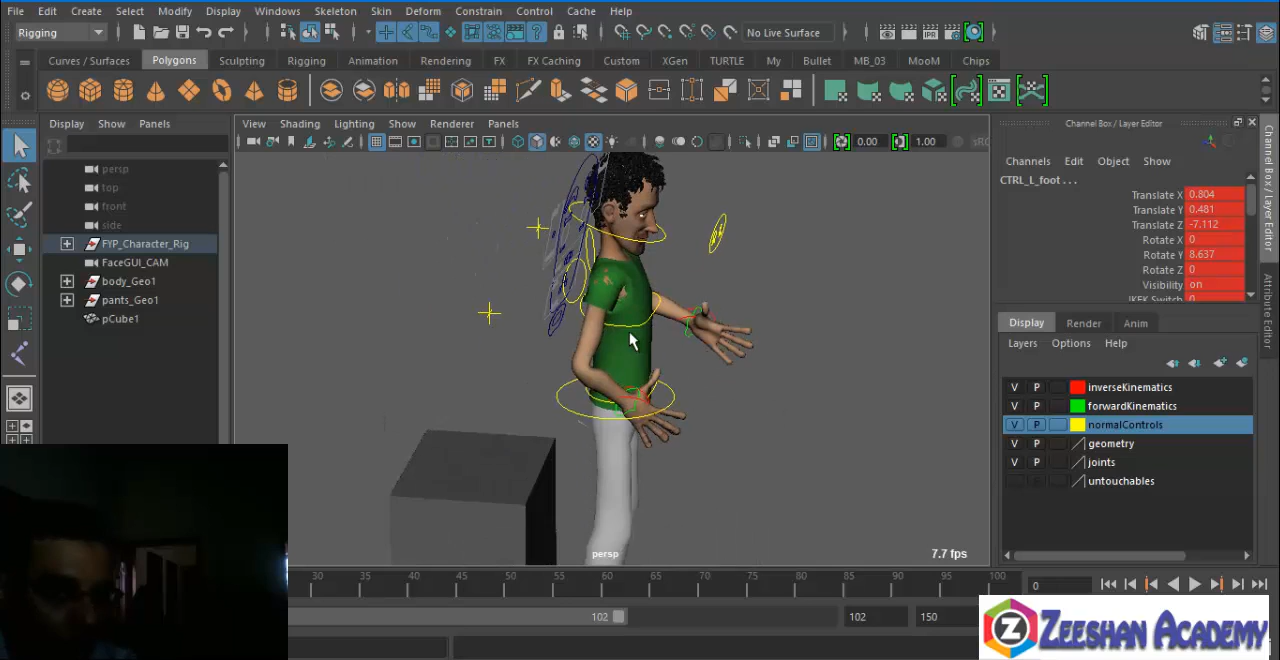 File Edit Create Select Modify Display Windows Skeleton Skin Deform Constrain Control Cache Help
Rigging No Live Surface
Curves / Surfaces Polygons Sculpting Rigging Animation Rendering FX FX Caching Custom XGen TURTLE My Bullet MB_03 MooM Chips
Display Show Panels
View Shading Lighting Show Renderer Panels
0.00 1.00
persp
top
front
side
FYP_Character_Rig
FaceGUI_CAM
body_Geo1
pants_Geo1
pCube1
persp
7.7 fps
Channel Box / Layer Editor
Channels Edit Object Show
CTRL_L_foot . . .
Translate X 0.804
Translate Y 0.481
Translate Z -7.112
Rotate X 0
Rotate Y 8.637
Rotate Z 0
Visibility on
IKFK Switch 0
Display Render Anim
Layers Options Help
V P inverseKinematics
V P forwardKinematics
V P normalControls
V P geometry
V P joints
untouchables
Channel Box / Layer Editor
Attribute Editor
30 35 40 45 50 55 60 65 70 75 80 85 90 95 100
0
102
102 150
Z ZEESHAN ACADEMY